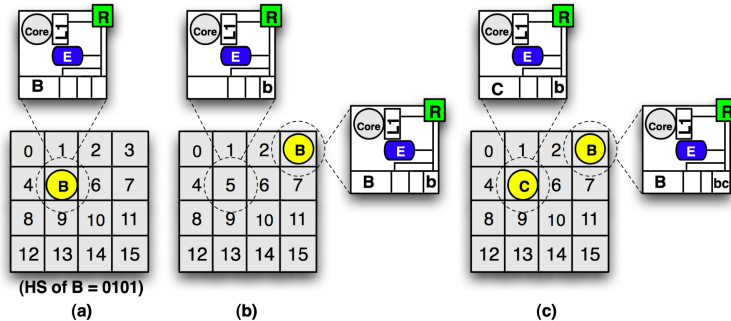 R
Core
L1
E
B
0 1 2 3
4 B 6 7
8 9 10 11
12 13 14 15
(HS of B = 0101)
(a)
R
Core
L1
E
b
0 1 2 B
4 5 6 7
8 9 10 11
12 13 14 15
R
Core
L1
E
B b
(b)
R
Core
L1
E
C b
0 1 2 B
4 C 6 7
8 9 10 11
12 13 14 15
R
Core
L1
E
B bc
(c)